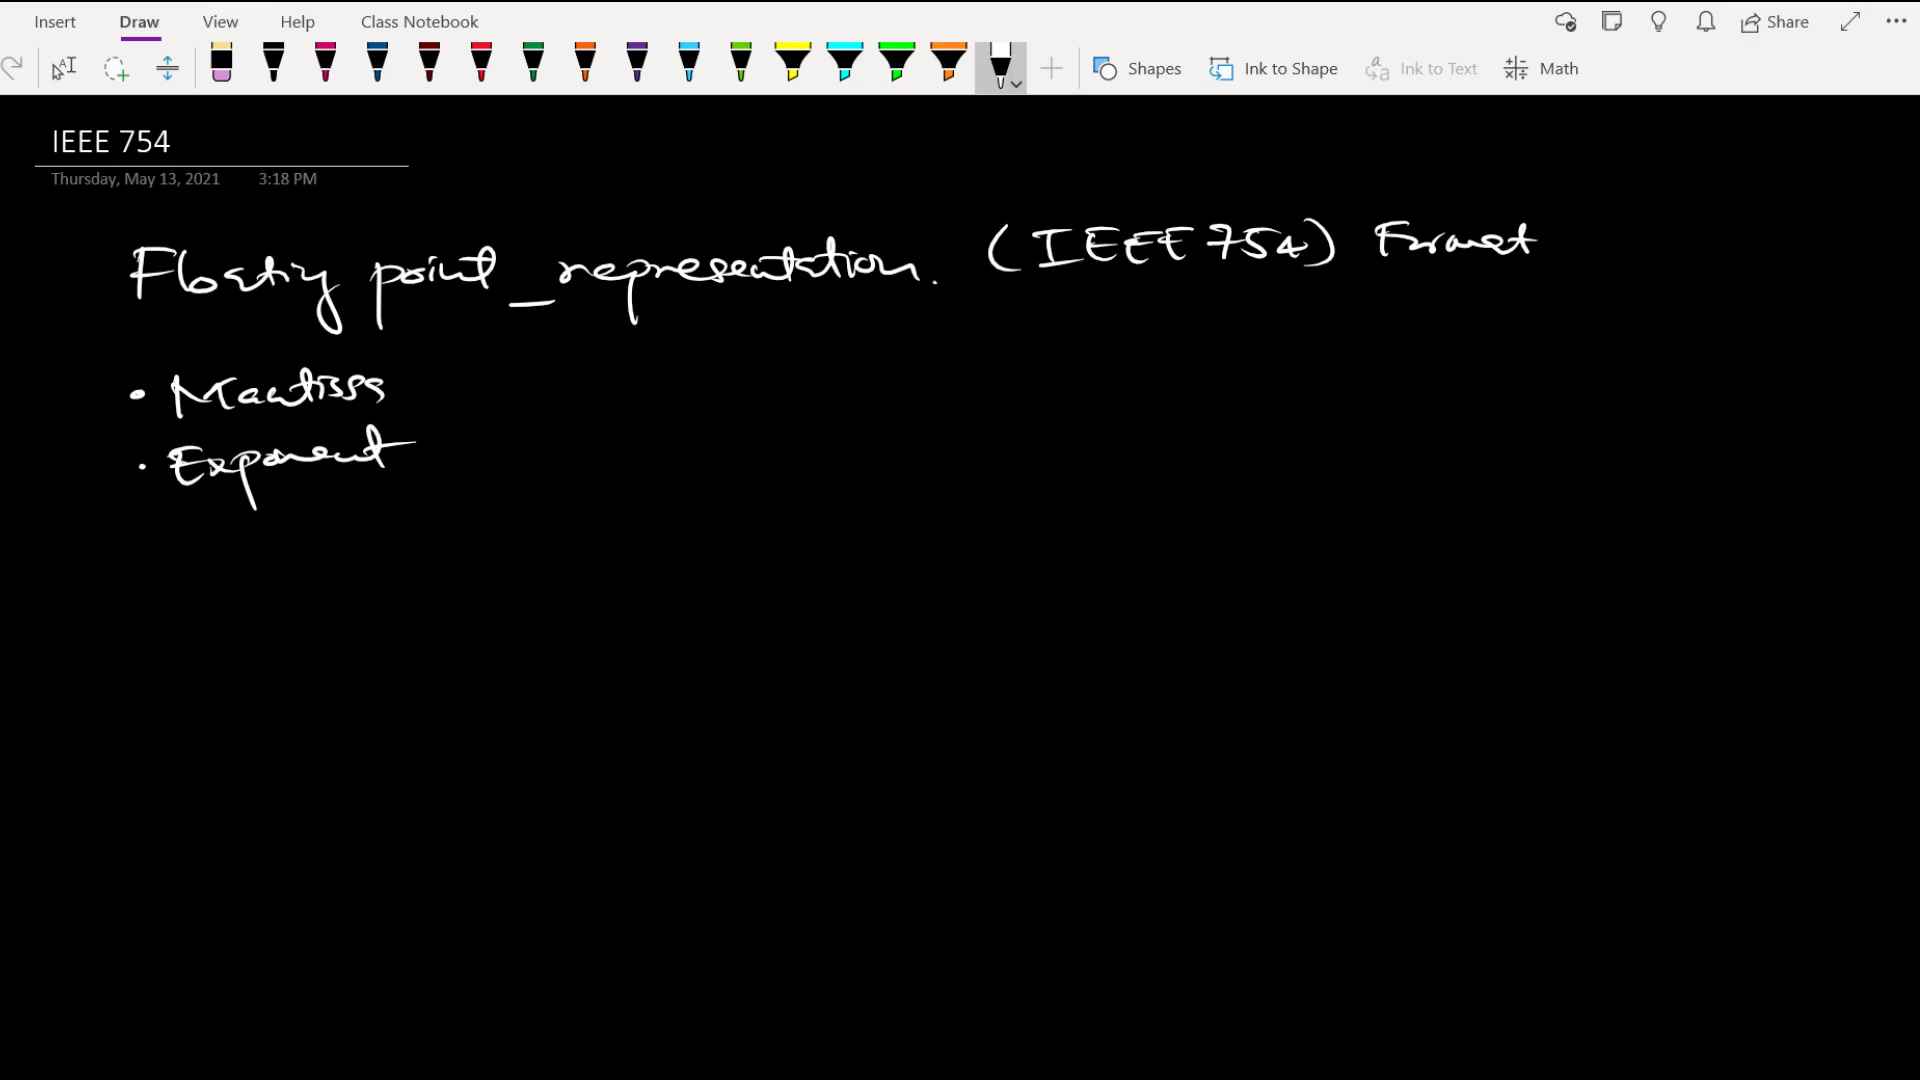 Insert Draw View Help Class Notebook Share
Shapes Ink to Shape Ink to Text Math
IEEE 754
Thursday, May 13, 2021 3:18 PM
Floating point _ representation. (IEEE 754) Format
• Mantissa
• Exponent